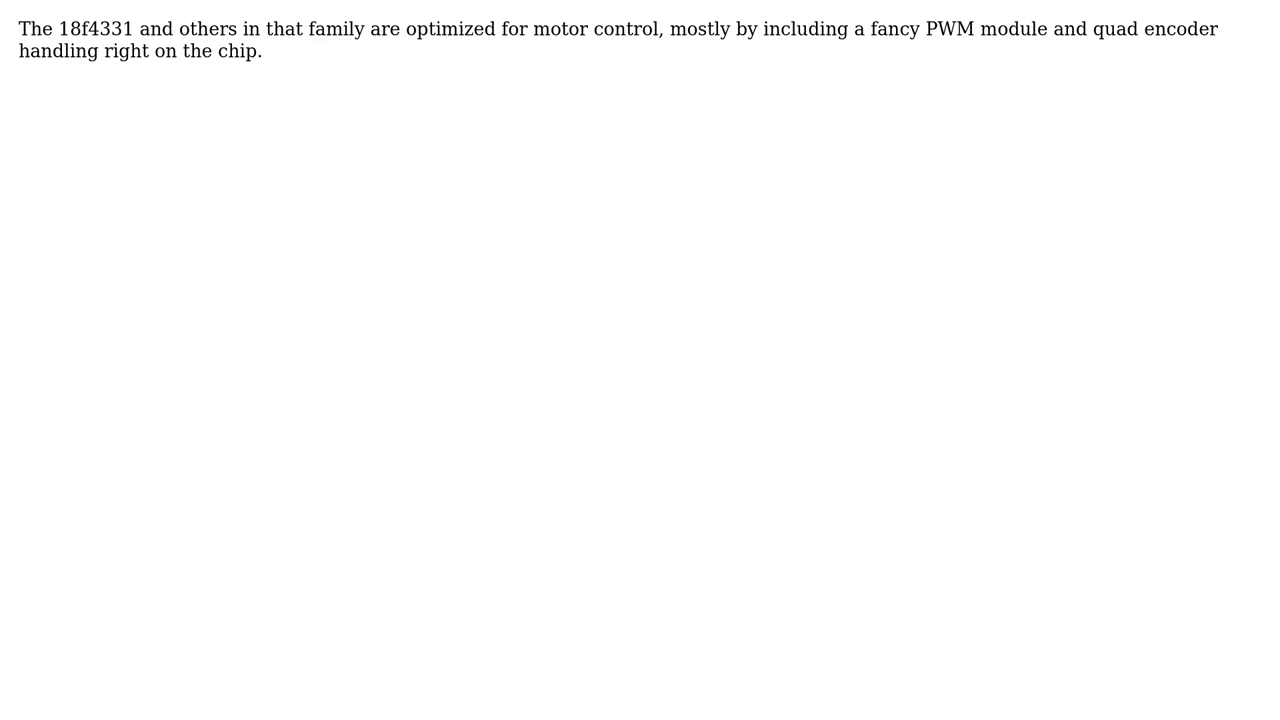 The 18f4331 and others in that family are optimized for motor control, mostly by including a fancy PWM module and quad encoder
handling right on the chip.